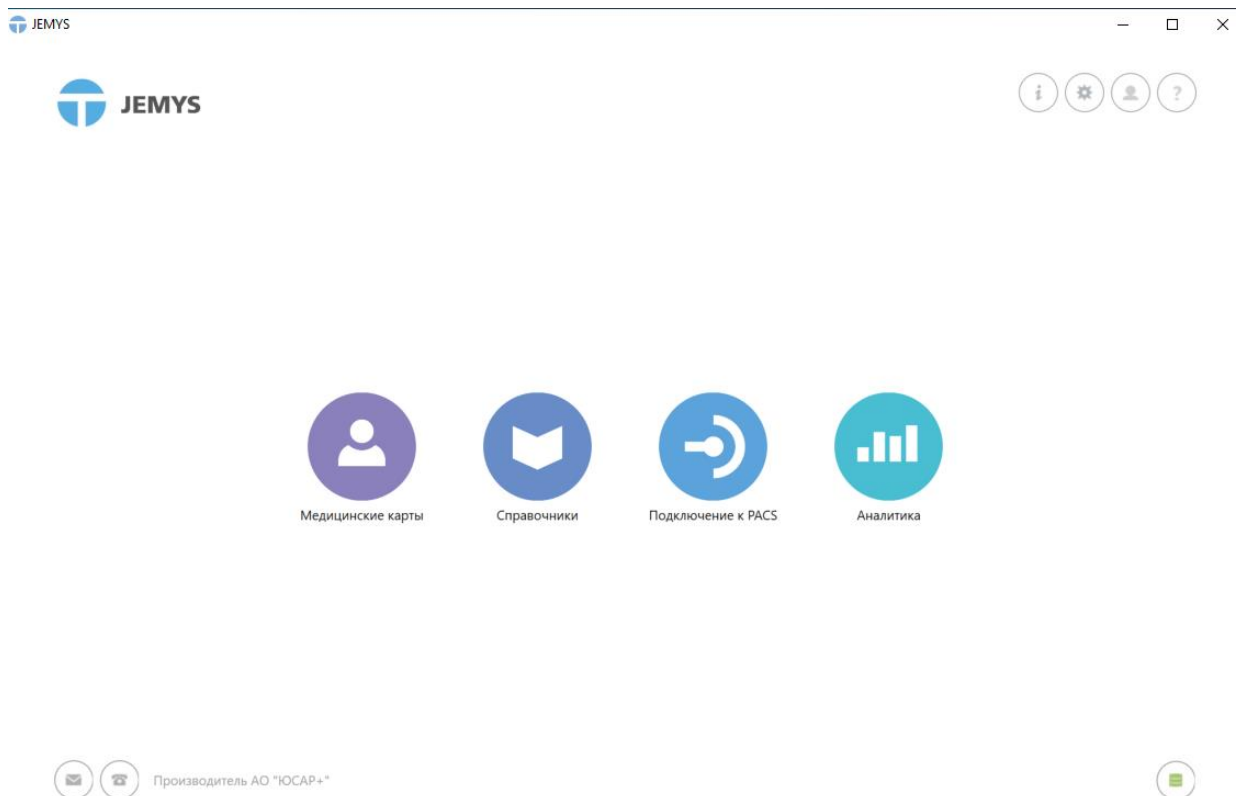 JEMYS
JEMYS
Медицинские карты
Справочники
Подключение к PACS
Аналитика
Производитель АО "ЮСАР+"